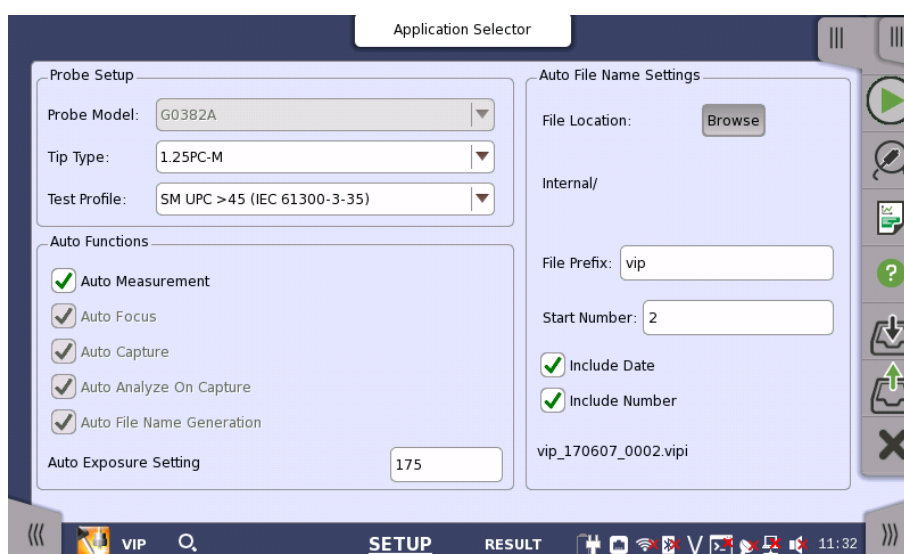 Application Selector
Probe Setup
Probe Model: G0382A
Tip Type: 1.25PC-M
Test Profile: SM UPC >45 (IEC 61300-3-35)
Auto Functions
Auto Measurement
Auto Focus
Auto Capture
Auto Analyze On Capture
Auto File Name Generation
Auto Exposure Setting 175
Auto File Name Settings
File Location: Browse
Internal/
File Prefix: vip
Start Number: 2
Include Date
Include Number
vip_170607_0002.vipi
VIP SETUP RESULT 11:32